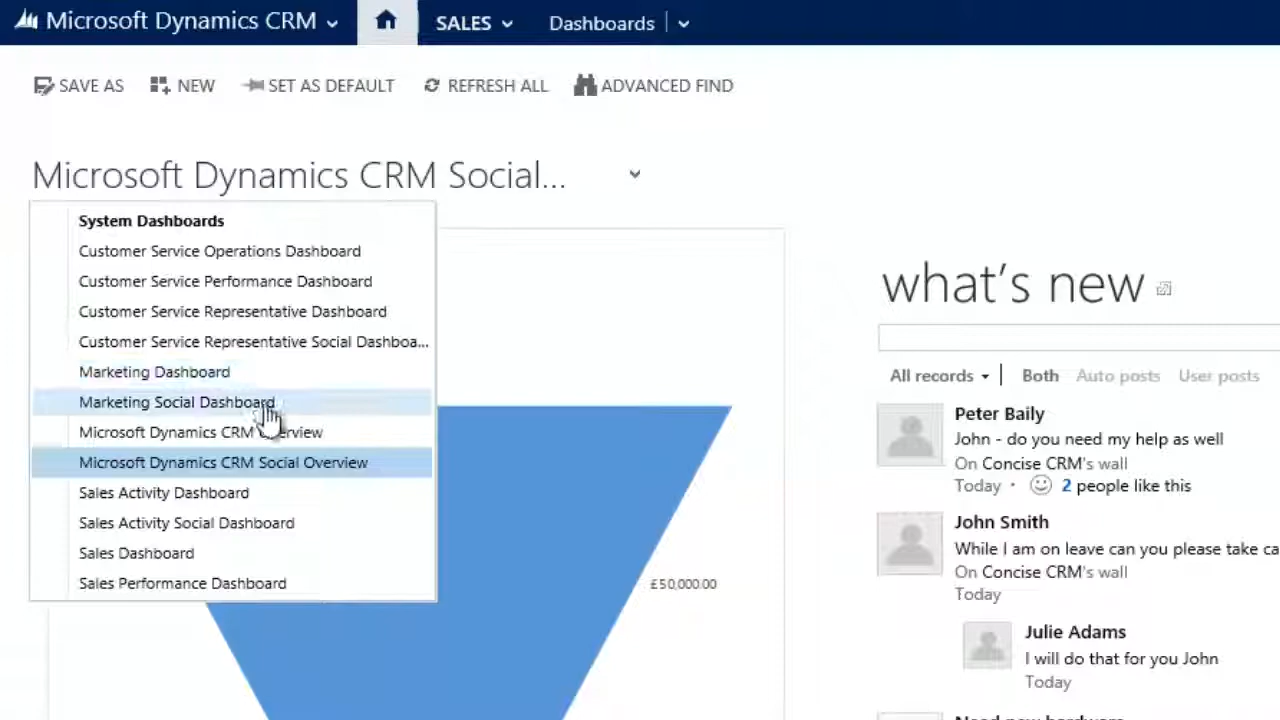 Microsoft Dynamics CRM
SALES
Dashboards
SAVE AS
NEW
SET AS DEFAULT
REFRESH ALL
ADVANCED FIND
Microsoft Dynamics CRM Social...
System Dashboards
Customer Service Operations Dashboard
Customer Service Performance Dashboard
Customer Service Representative Dashboard
Customer Service Representative Social Dashboa...
Marketing Dashboard
Marketing Social Dashboard
Microsoft Dynamics CRM Overview
Microsoft Dynamics CRM Social Overview
Sales Activity Dashboard
Sales Activity Social Dashboard
Sales Dashboard
Sales Performance Dashboard
£50,000.00
what's new
All records
Both
Auto posts
User posts
Peter Baily
John - do you need my help as well
On Concise CRM's wall
Today · 2 people like this
John Smith
While I am on leave can you please take ca
On Concise CRM's wall
Today
Julie Adams
I will do that for you John
Today
Need new hardware